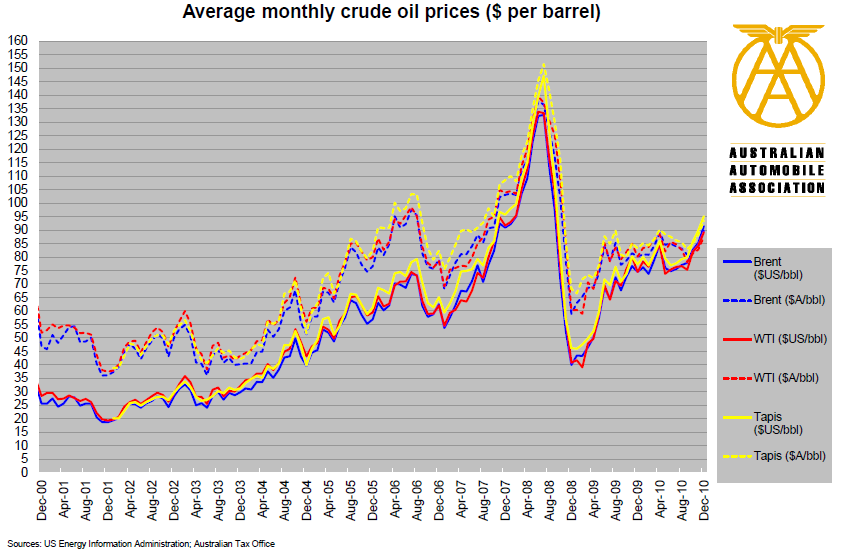 Average monthly crude oil prices ($ per barrel)
160
155
150
145
140
135
130
125
120
115
110
105
100
95
90
85
80
75
70
65
60
55
50
45
40
35
30
25
20
15
10
5
0
Dec-00
Apr-01
Aug-01
Dec-01
Apr-02
Aug-02
Dec-02
Apr-03
Aug-03
Dec-03
Apr-04
Aug-04
Dec-04
Apr-05
Aug-05
Dec-05
Apr-06
Aug-06
Dec-06
Apr-07
Aug-07
Dec-07
Apr-08
Aug-08
Dec-08
Apr-09
Aug-09
Dec-09
Apr-10
Aug-10
Dec-10
AAA
AUSTRALIAN
AUTOMOBILE
ASSOCIATION
Brent
($US/bbl)
Brent ($A/bbl)
WTI ($US/bbl)
WTI ($A/bbl)
Tapis
($US/bbl)
Tapis ($A/bbl)
Sources: US Energy Information Administration; Australian Tax Office